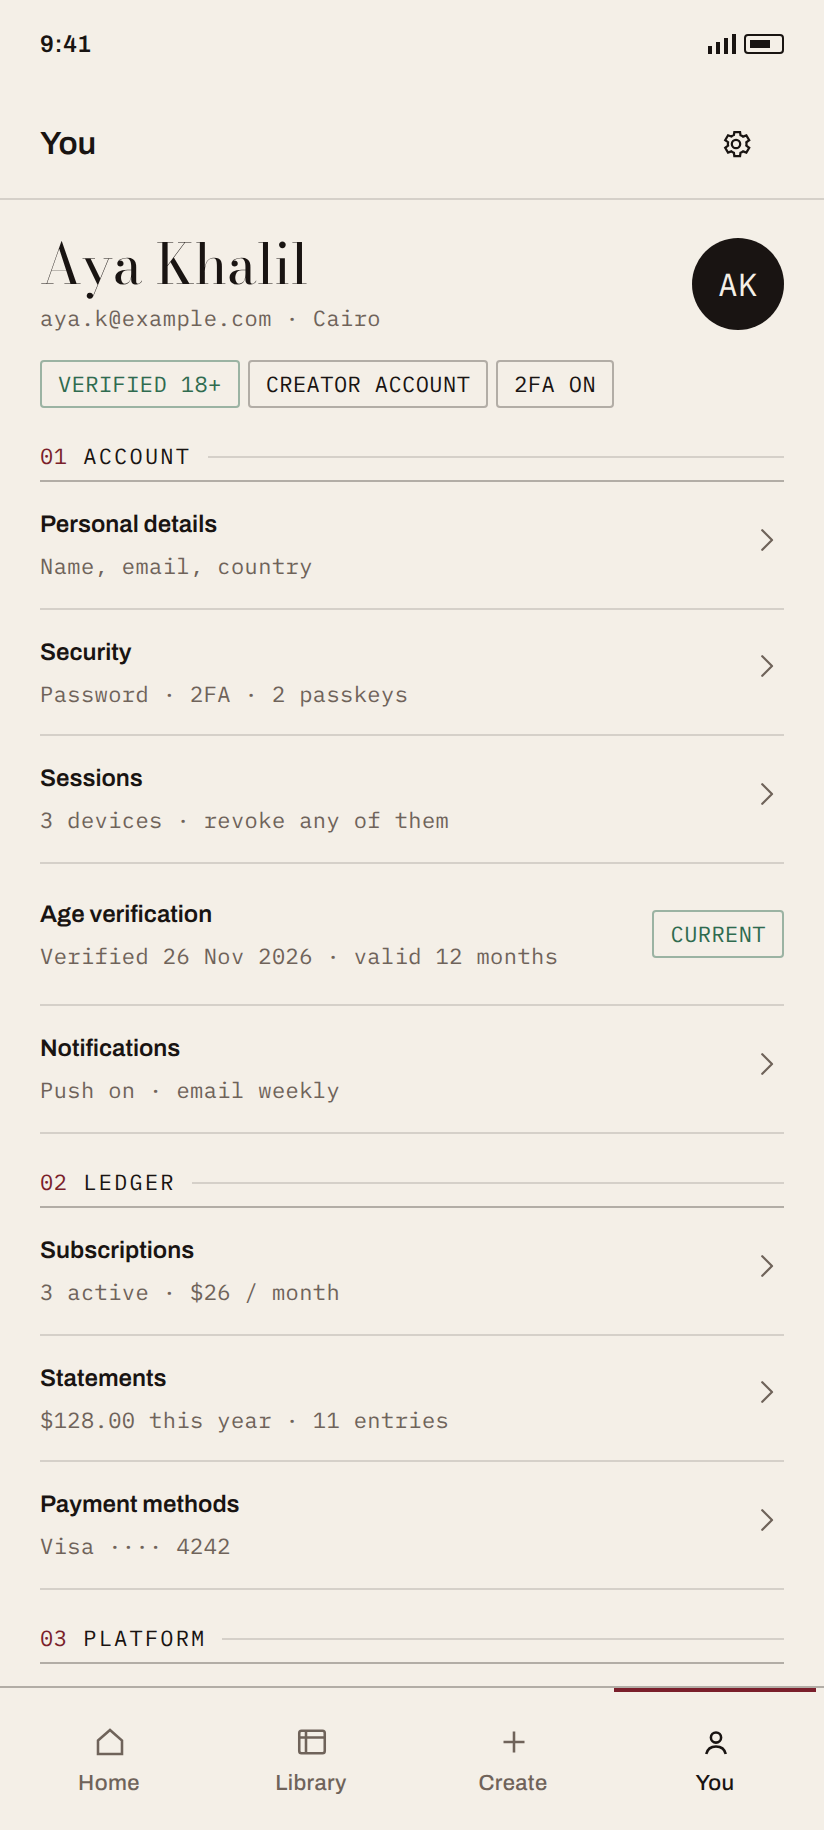 9:41
You
Aya Khalil
AK
aya.k@example.com · Cairo
VERIFIED 18+
CREATOR ACCOUNT
2FA ON
01 ACCOUNT
Personal details
Name, email, country
Security
Password · 2FA · 2 passkeys
Sessions
3 devices · revoke any of them
Age verification
Verified 26 Nov 2026 · valid 12 months
CURRENT
Notifications
Push on · email weekly
02 LEDGER
Subscriptions
3 active · $26 / month
Statements
$128.00 this year · 11 entries
Payment methods
Visa ···· 4242
03 PLATFORM
Home
Library
Create
You